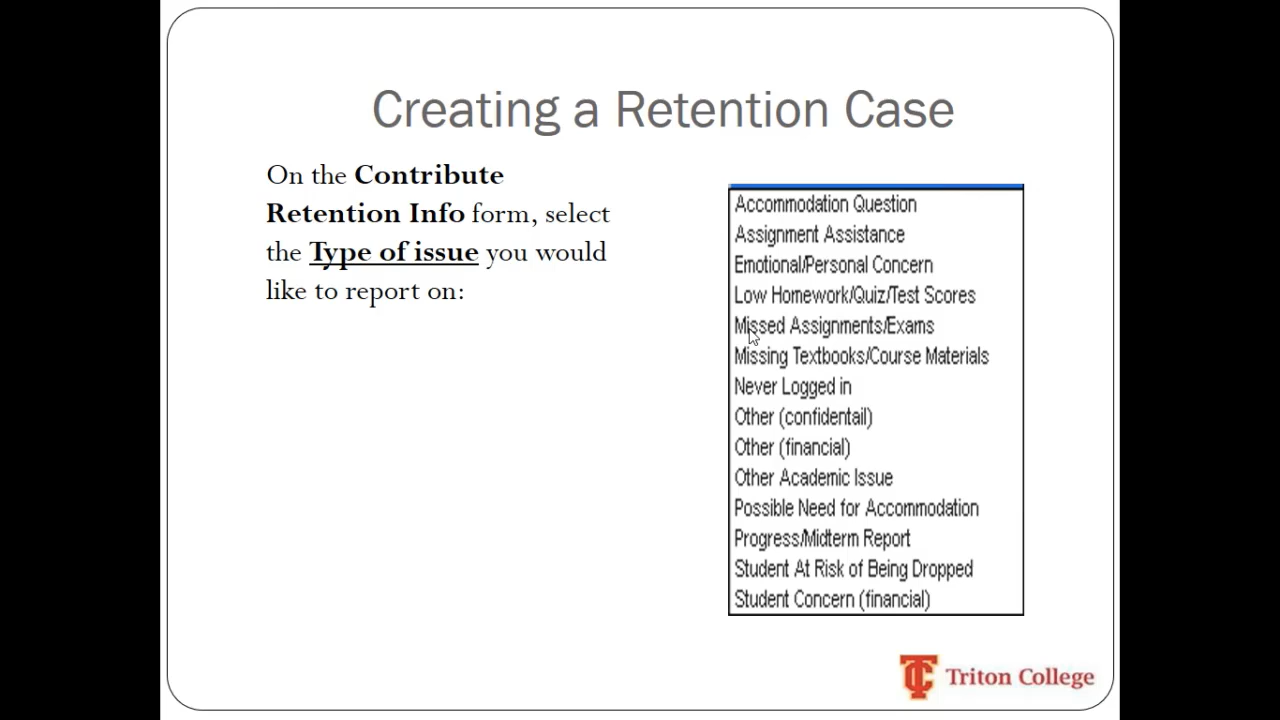 Creating a Retention Case
On the Contribute
Retention Info form, select
the Type of issue you would
like to report on:
Accommodation Question
Assignment Assistance
Emotional/Personal Concern
Low Homework/Quiz/Test Scores
Missed Assignments/Exams
Missing Textbooks/Course Materials
Never Logged in
Other (confidentail)
Other (financial)
Other Academic Issue
Possible Need for Accommodation
Progress/Midterm Report
Student At Risk of Being Dropped
Student Concern (financial)
TC Triton College